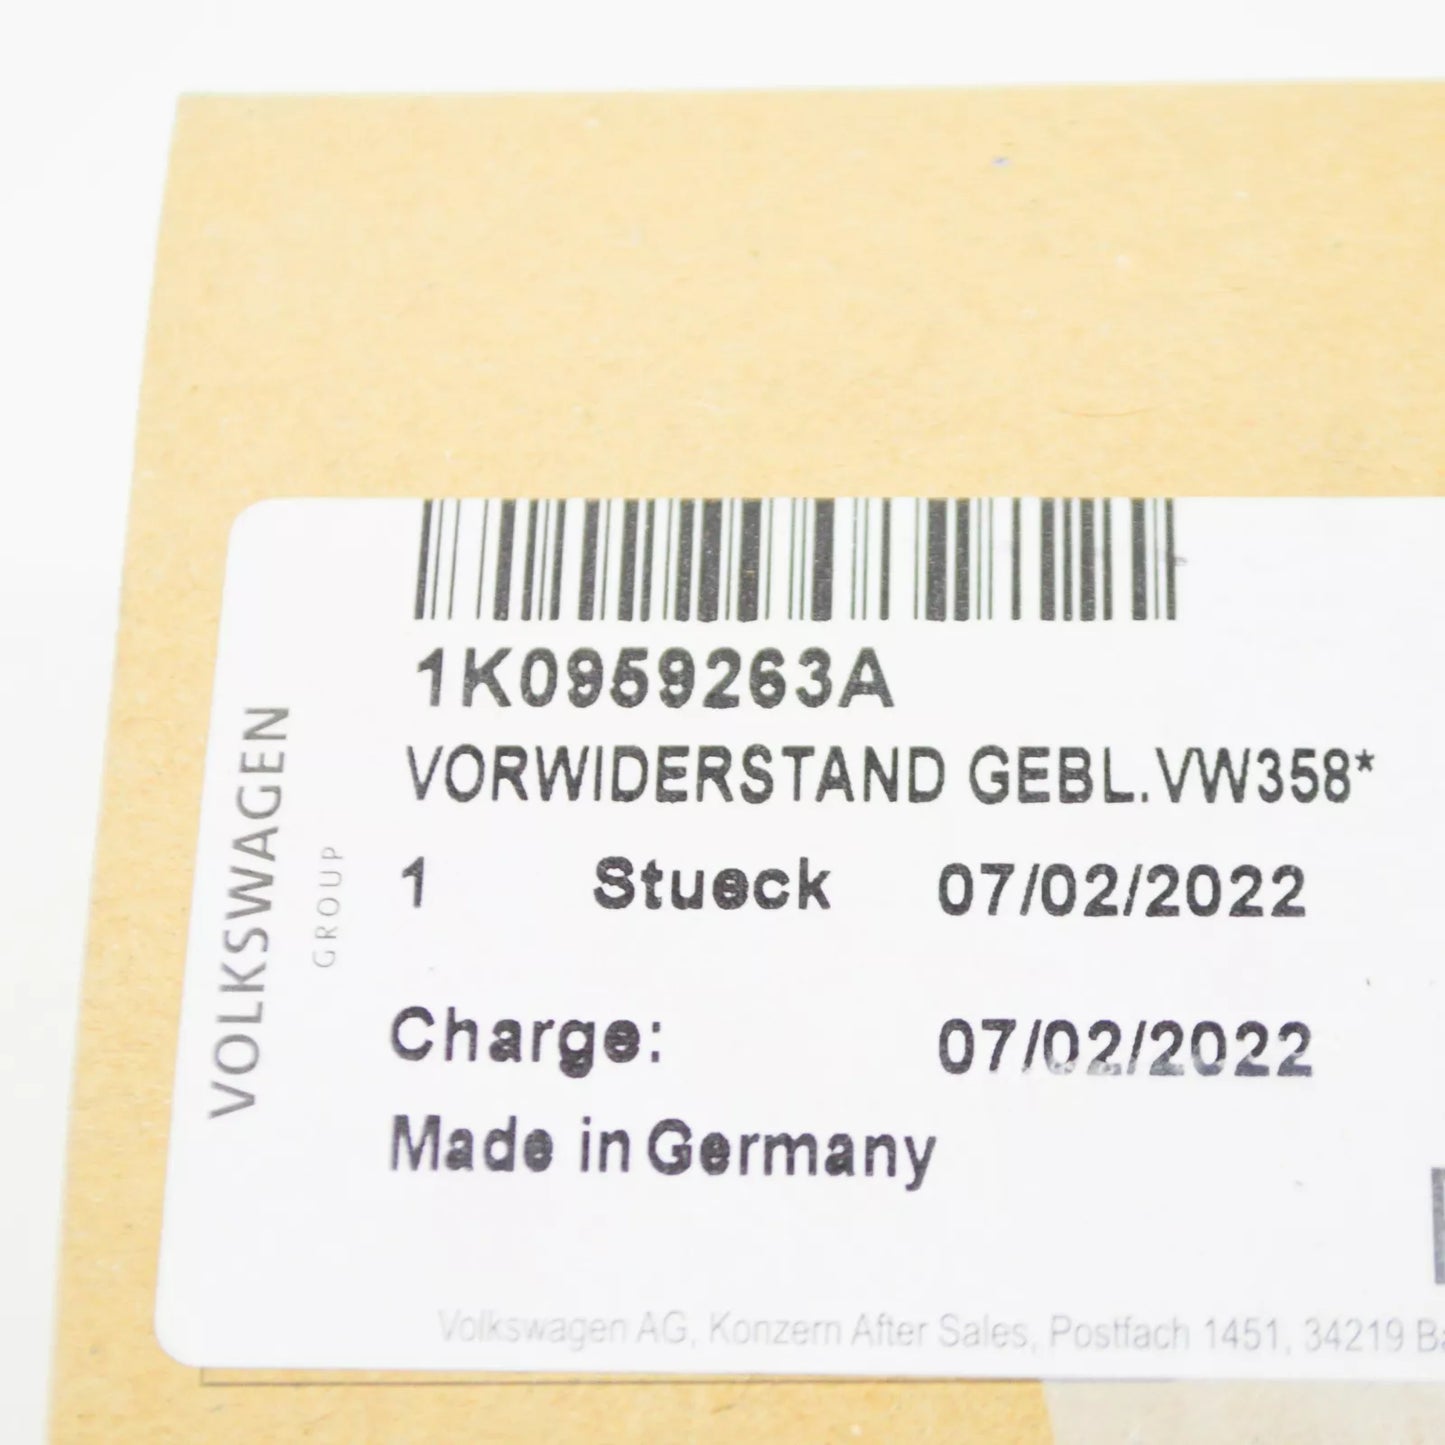 1K0959263A
VORWIDERSTAND GEBL.VW358*
1 Stueck 07/02/2022
Charge: 07/02/2022
Made in Germany
VOLKSWAGEN
GROUP
Volkswagen AG, Konzern After Sales, Postfach 1451, 34219